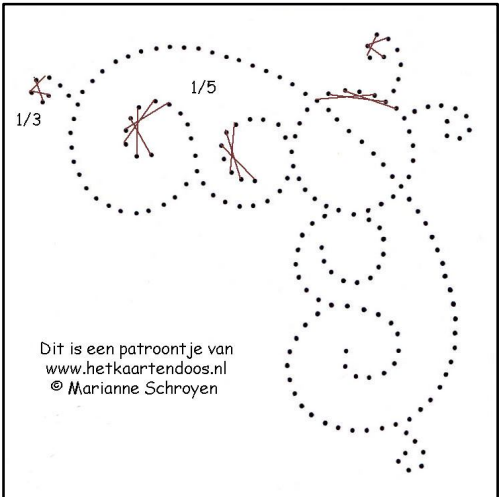 1/5
1/3
Dit is een patroontje van
www.hetkaartendoos.nl
© Marianne Schroyen